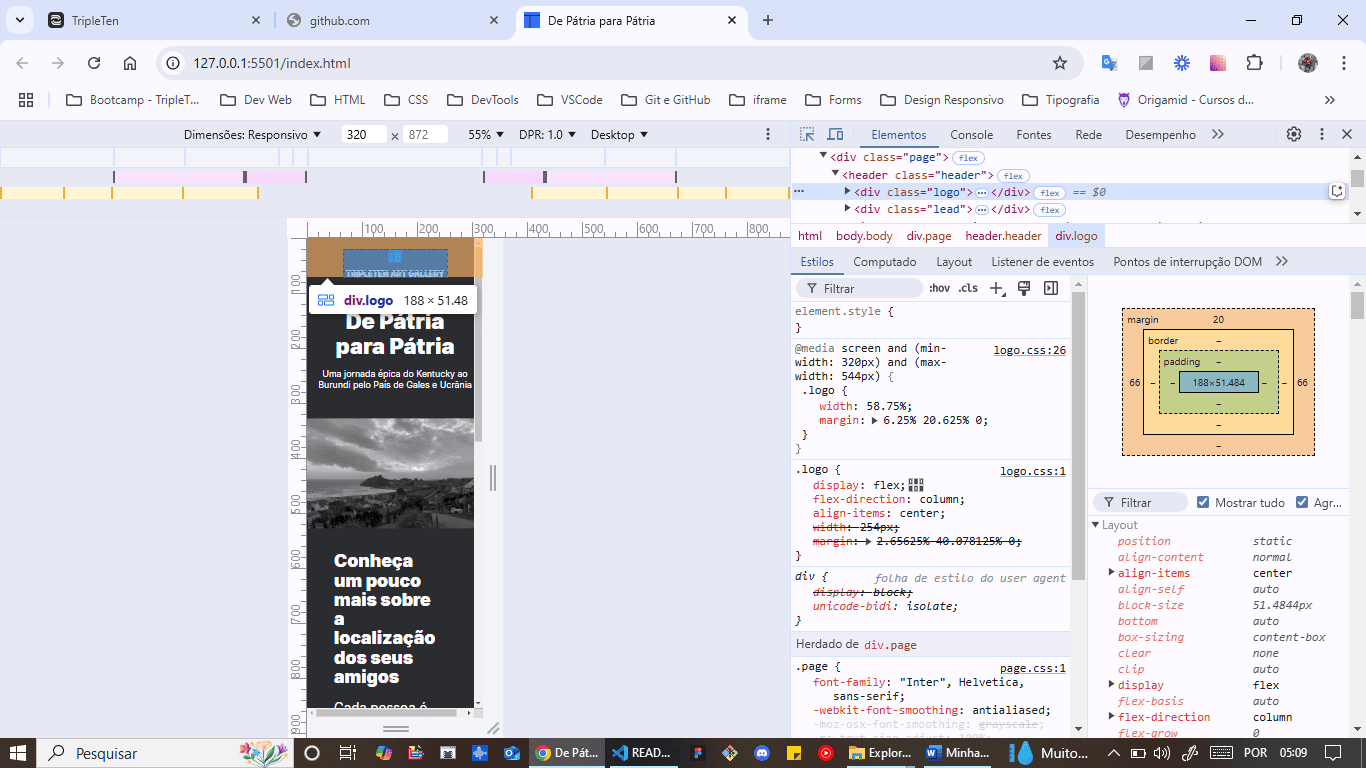 TripleTen
github.com
De Pátria para Pátria
127.0.0.1:5501/index.html
Bootcamp - TripleT...
Dev Web
HTML
CSS
DevTools
VSCode
Git e GitHub
iframe
Forms
Design Responsivo
Tipografia
Origamid - Cursos d...
Dimensões: Responsivo
320
×
872
55%
DPR: 1.0
Desktop
Elementos
Console
Fontes
Rede
Desempenho
<div class="page"> flex
<header class="header"> flex
<div class="logo"> ⋯ </div> flex == $0
<div class="lead"> ⋯ </div> flex
html
body.body
div.page
header.header
div.logo
100
200
300
400
500
600
700
800
100
200
300
400
500
600
700
800
900
TRIPLETEN ART GALLERY
div.logo 188 × 51.48
De Pátria
para Pátria
Uma jornada épica do Kentucky ao
Burundi pelo País de Gales e Ucrânia
Conheça
um pouco
mais sobre
a
localização
dos seus
amigos
Cada pessoa é
Estilos
Computado
Layout
Listener de eventos
Pontos de interrupção DOM
Filtrar
:hov
.cls
element.style {
}
@media screen and (min-
width: 320px) and (max-
width: 544px) {
logo.css:26
.logo {
width: 58.75%;
margin: 6.25% 20.625% 0;
}
}
.logo {
logo.css:1
display: flex;
flex-direction: column;
align-items: center;
width: 254px;
margin: 2.65625% 40.078125% 0;
}
div {
folha de estilo do user agent
display: block;
unicode-bidi: isolate;
}
Herdado de div.page
.page {
page.css:1
font-family: "Inter", Helvetica,
sans-serif;
-webkit-font-smoothing: antialiased;
-moz-osx-font-smoothing: grayscale;
margin
20
border
–
padding
–
66
–
–
188×51.484
–
–
66
–
–
–
Filtrar
Mostrar tudo
Agr...
Layout
position static
align-content normal
align-items center
align-self auto
block-size 51.4844px
bottom auto
box-sizing content-box
clear none
clip auto
display flex
flex-basis auto
flex-direction column
flex-grow 0
Pesquisar
De Pát...
READ...
Explor...
Minha...
Muito...
POR
05:09